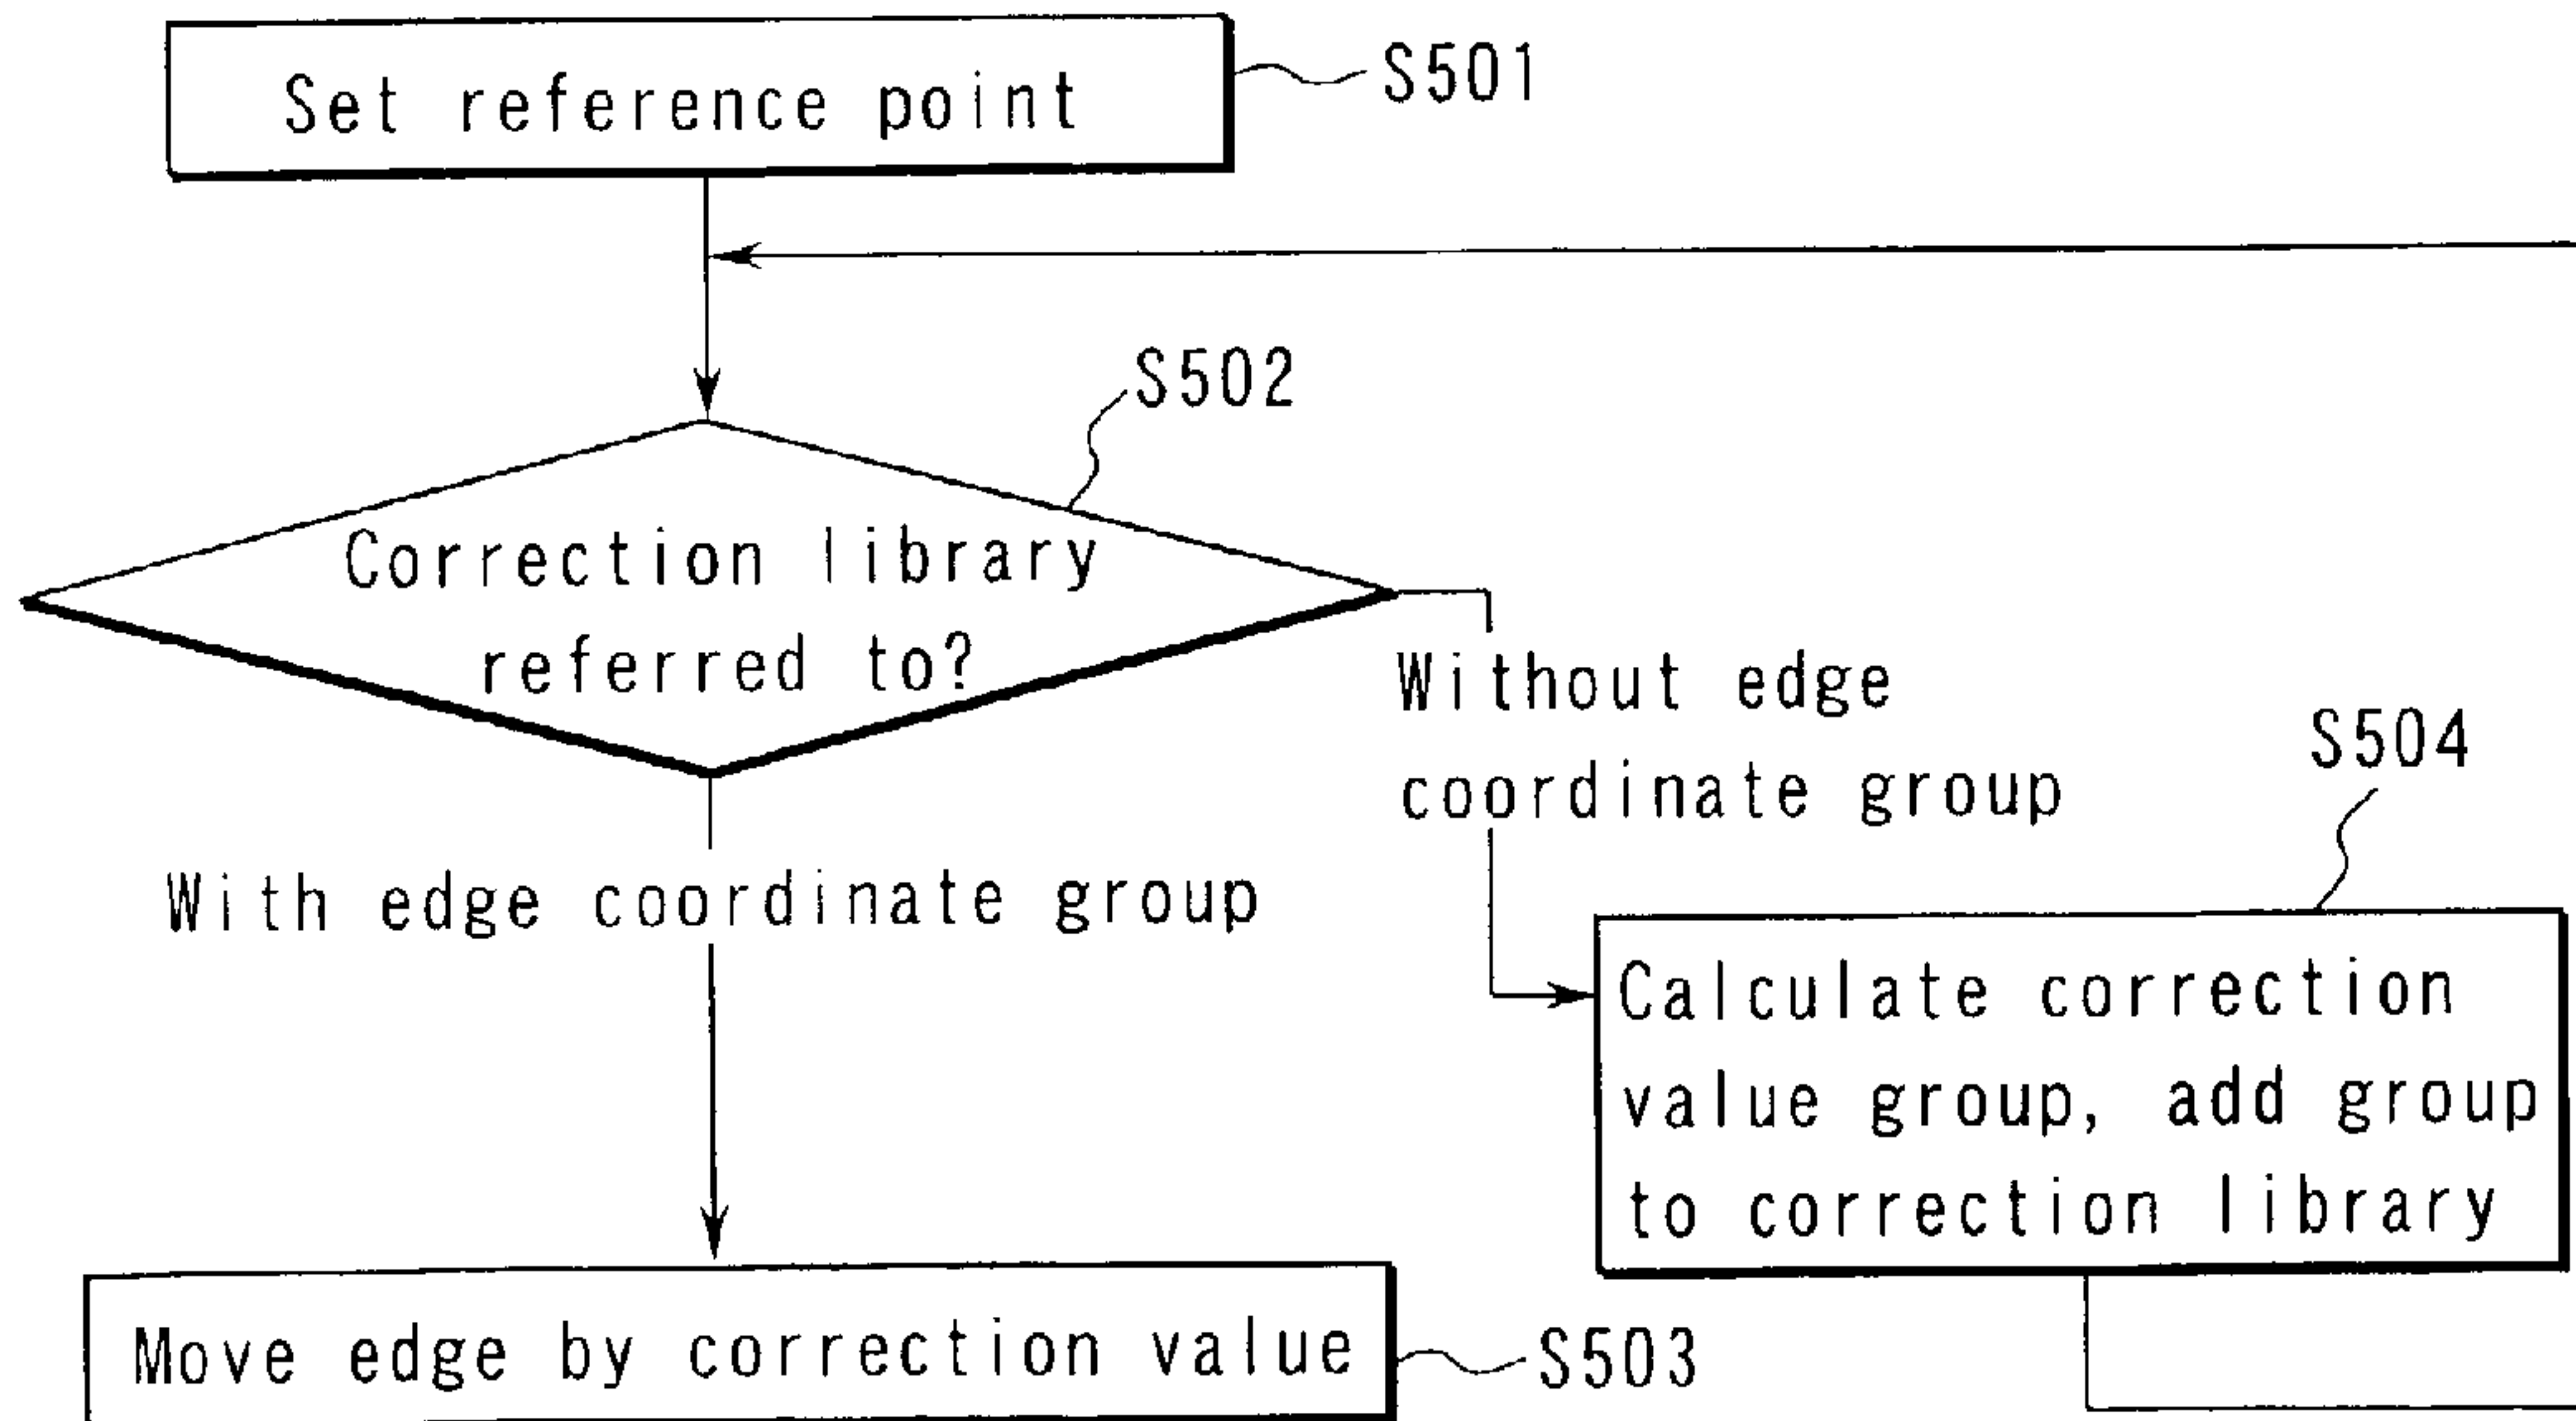 Set reference point
S501
S502
Correction library
referred to?
Without edge
coordinate group
S504
With edge coordinate group
Calculate correction
value group, add group
to correction library
Move edge by correction value
S503